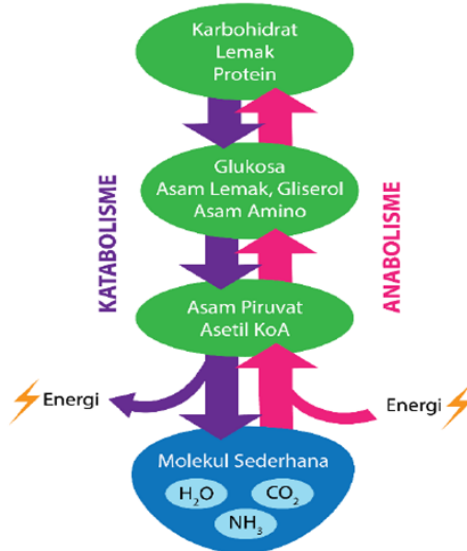 Karbohidrat
Lemak
Protein
Glukosa
Asam Lemak, Gliserol
Asam Amino
KATABOLISME
ANABOLISME
Asam Piruvat
Asetil KoA
Energi
Energi
Molekul Sederhana
H₂O
CO₂
NH₃